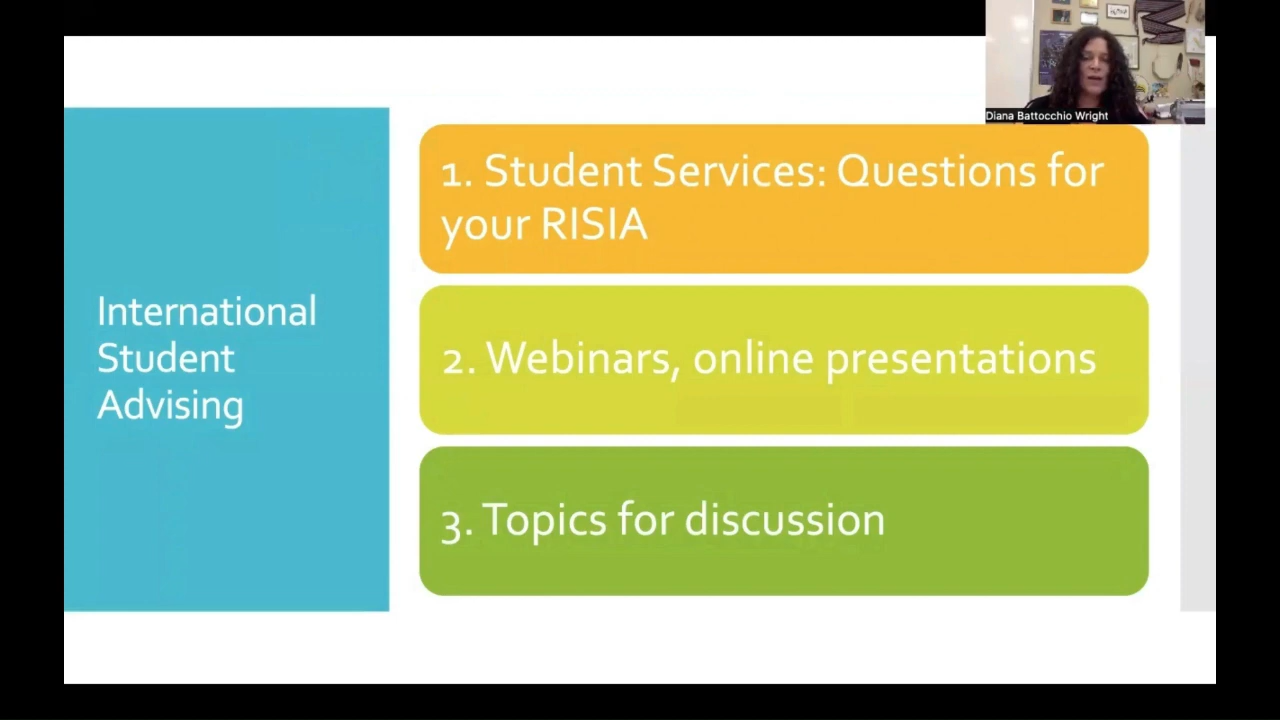 Diana Battocchio Wright
1. Student Services: Questions for
your RISIA
International
Student
Advising
2. Webinars, online presentations
3. Topics for discussion